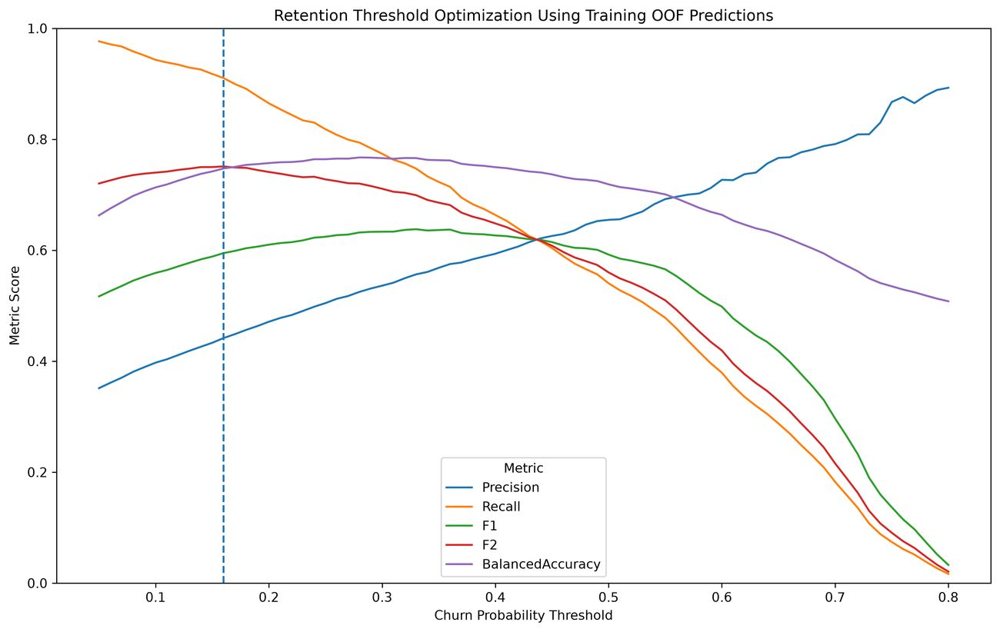 Retention Threshold Optimization Using Training OOF Predictions
1.0
0.8
0.6
0.4
0.2
0.0
Metric Score
Metric
Precision
Recall
F1
F2
BalancedAccuracy
0.1 0.2 0.3 0.4 0.5 0.6 0.7 0.8
Churn Probability Threshold